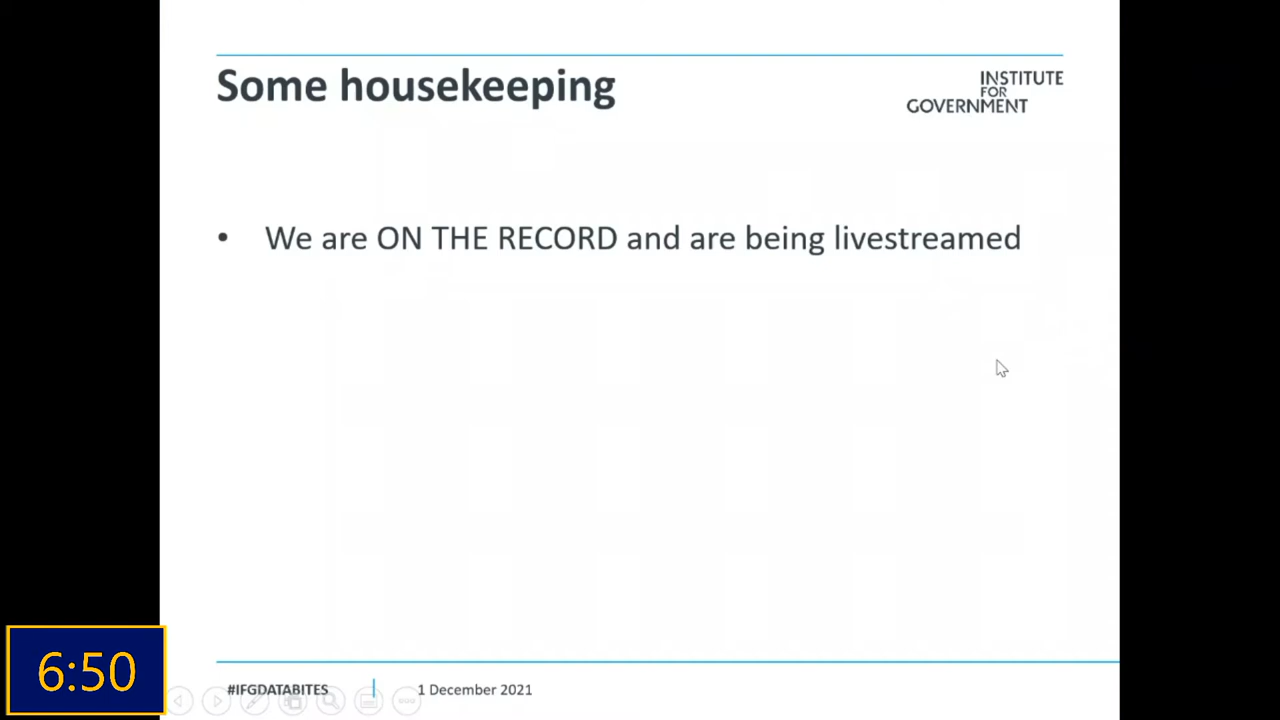 Some housekeeping
INSTITUTE
FOR
GOVERNMENT
• We are ON THE RECORD and are being livestreamed
6:50
#IFGDATABITES
1 December 2021